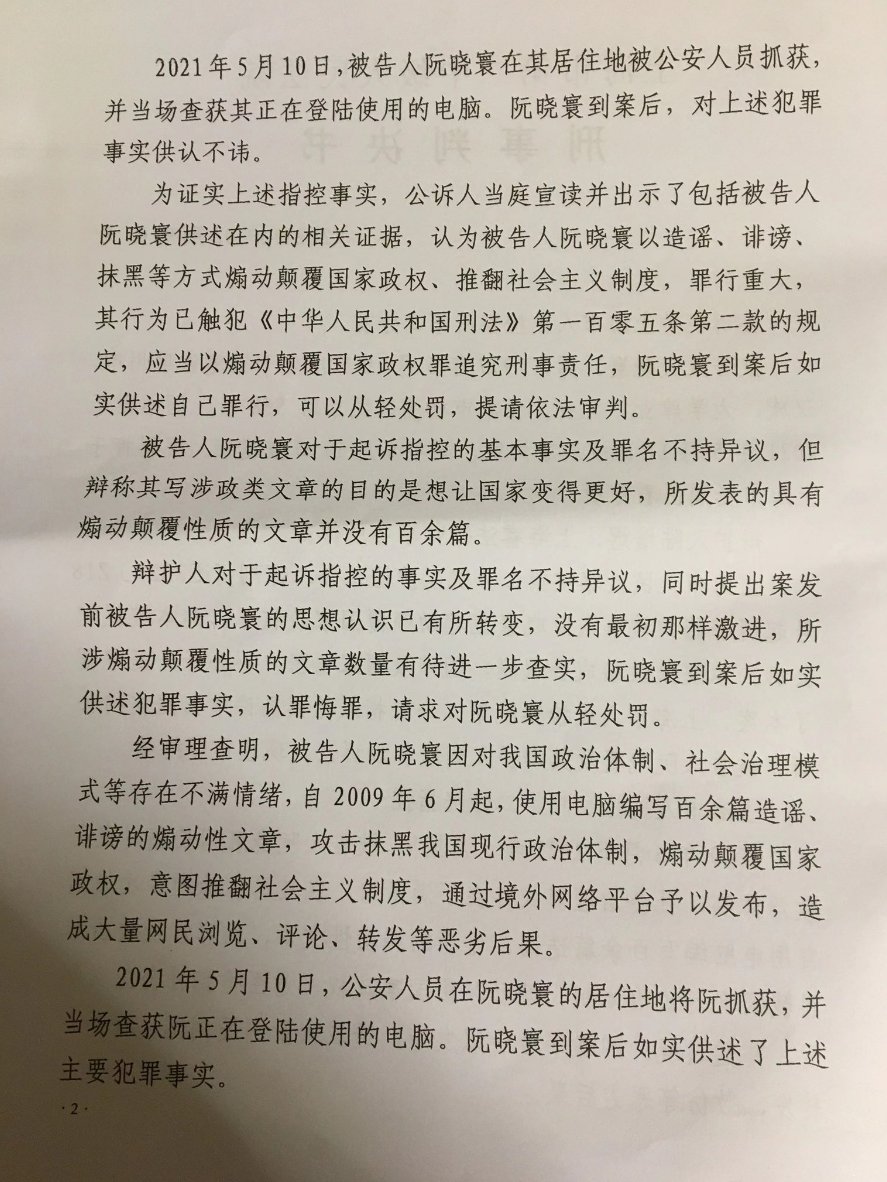 2021年5月10日，被告人阮晓寰在其居住地被公安人员抓获，
并当场查获其正在登陆使用的电脑。阮晓寰到案后，对上述犯罪
事实供认不讳。
为证实上述指控事实，公诉人当庭宣读并出示了包括被告人
阮晓寰供述在内的相关证据，认为被告人阮晓寰以造谣、诽谤、
抹黑等方式煽动颠覆国家政权、推翻社会主义制度，罪行重大，
其行为已触犯《中华人民共和国刑法》第一百零五条第二款的规
定，应当以煽动颠覆国家政权罪追究刑事责任，阮晓寰到案后如
实供述自己罪行，可以从轻处罚，提请依法审判。
被告人阮晓寰对于起诉指控的基本事实及罪名不持异议，但
辩称其写涉政类文章的目的是想让国家变得更好，所发表的具有
煽动颠覆性质的文章并没有百余篇。
辩护人对于起诉指控的事实及罪名不持异议，同时提出案发
前被告人阮晓寰的思想认识已有所转变，没有最初那样激进，所
涉煽动颠覆性质的文章数量有待进一步查实，阮晓寰到案后如实
供述犯罪事实，认罪悔罪，请求对阮晓寰从轻处罚。
经审理查明，被告人阮晓寰因对我国政治体制、社会治理模
式等存在不满情绪，自2009年6月起，使用电脑编写百余篇造谣、
诽谤的煽动性文章，攻击抹黑我国现行政治体制，煽动颠覆国家
政权，意图推翻社会主义制度，通过境外网络平台予以发布，造
成大量网民浏览、评论、转发等恶劣后果。
2021年5月10日，公安人员在阮晓寰的居住地将阮抓获，并
当场查获阮正在登陆使用的电脑。阮晓寰到案后如实供述了上述
主要犯罪事实。
·2·